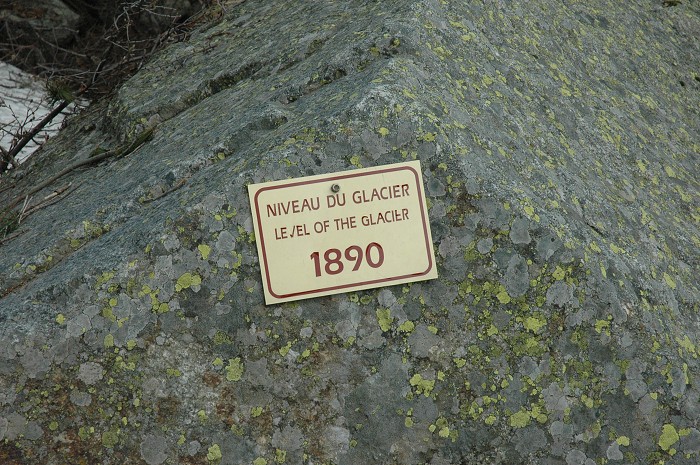 NIVEAU DU GLACIER
LEVEL OF THE GLACIER
1890